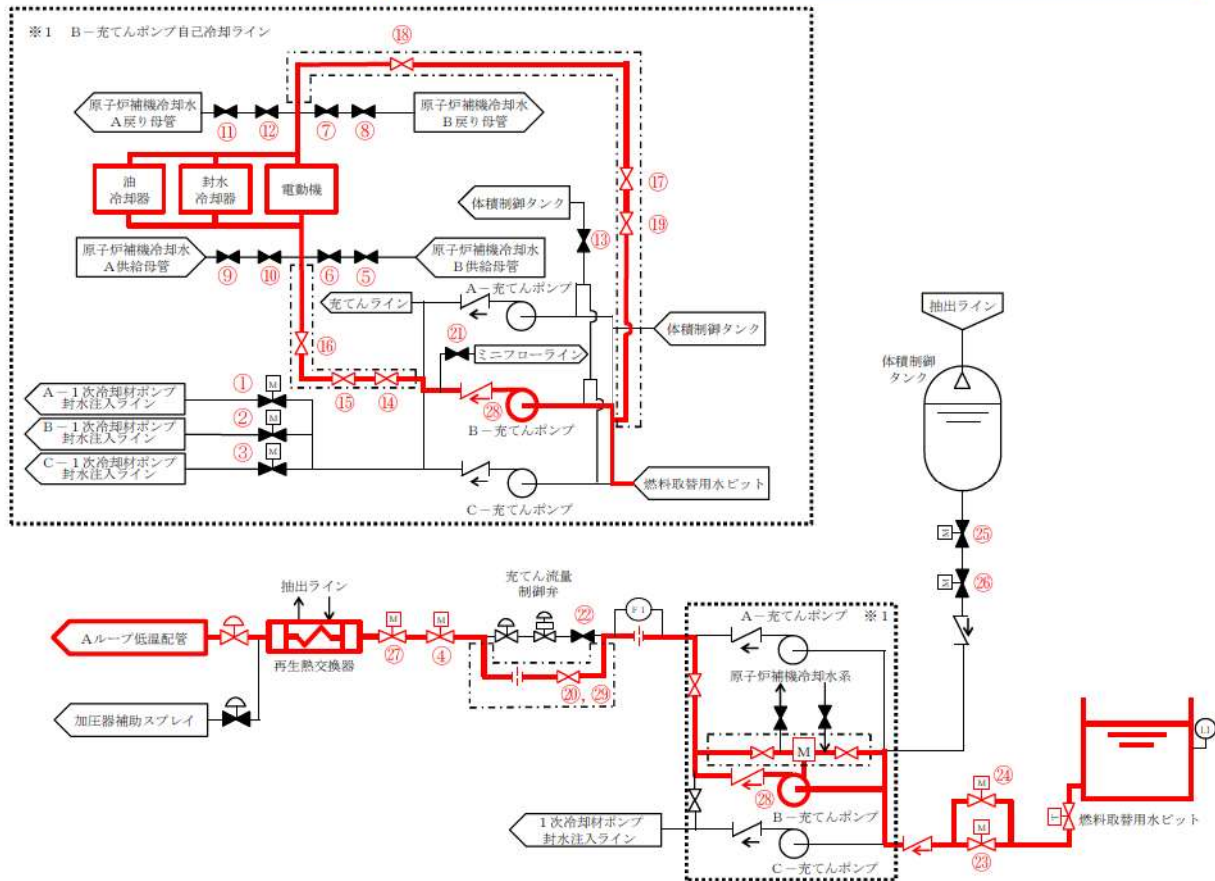 ※1 B-充てんポンプ自己冷却ライン
⑱
原子炉補機冷却水
A戻り母管
⑪
⑫
⑦
⑧
原子炉補機冷却水
B戻り母管
油
冷却器
封水
冷却器
電動機
⑰
⑲
体積制御タンク
⑬
原子炉補機冷却水
A供給母管
⑨
⑩
⑥
⑤
原子炉補機冷却水
B供給母管
A-充てんポンプ
充てんライン
体積制御タンク
⑯
㉑
ミニフローライン
⑮
⑭
㉘
B-充てんポンプ
①
M
A-1次冷却材ポンプ
封水注入ライン
②
M
B-1次冷却材ポンプ
封水注入ライン
③
M
C-1次冷却材ポンプ
封水注入ライン
燃料取替用水ピット
C-充てんポンプ
抽出ライン
体積制御
タンク
M
㉕
M
㉖
抽出ライン
充てん流量
制御弁
㉒
FI
Aループ低温配管
再生熱交換器
M
㉗
M
④
⑳,㉙
加圧器補助スプレイ
※1
A-充てんポンプ
原子炉補機冷却水系
M
㉘
B-充てんポンプ
1次冷却材ポンプ
封水注入ライン
C-充てんポンプ
M
㉔
M
㉓
T
LI
燃料取替用水ピット